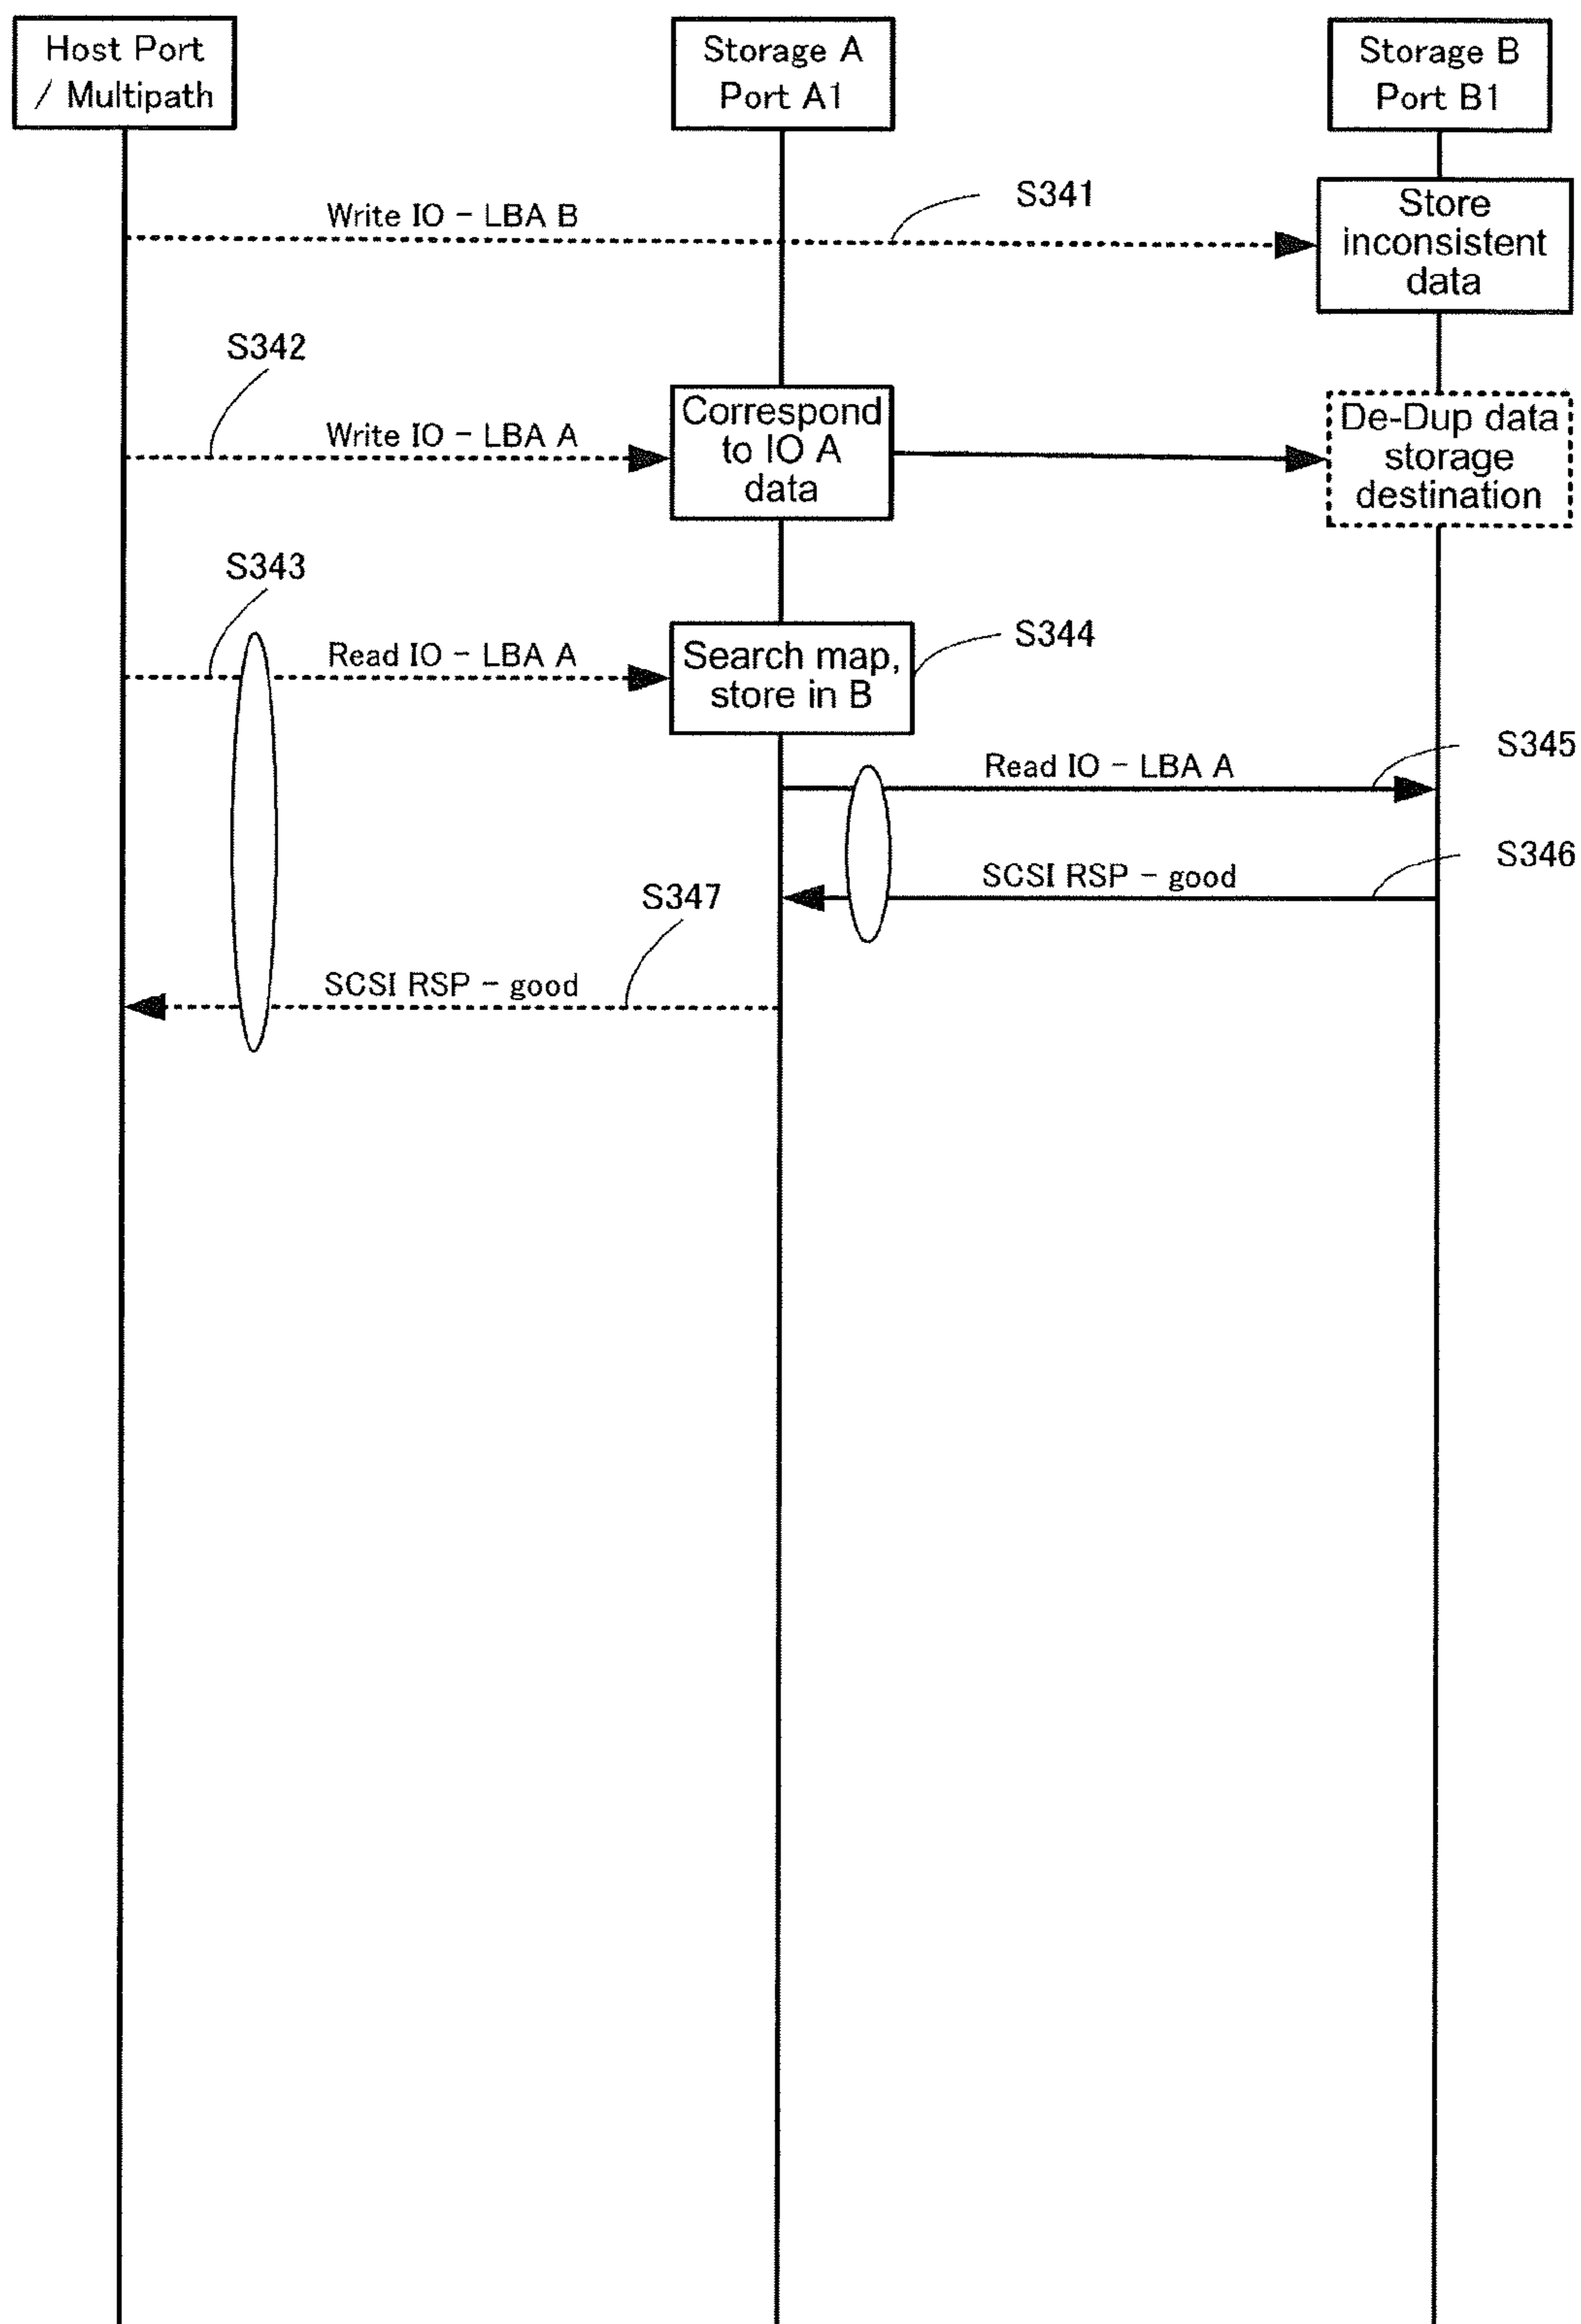 Host Port
/ Multipath
Storage A
Port A1
Storage B
Port B1
S341
Write IO - LBA B
Store
inconsistent
data
S342
Write IO - LBA A
Correspond
to IO A
data
De-Dup data
storage
destination
S343
Read IO - LBA A
Search map,
store in B
S344
Read IO - LBA A
S345
SCSI RSP - good
S346
S347
SCSI RSP - good